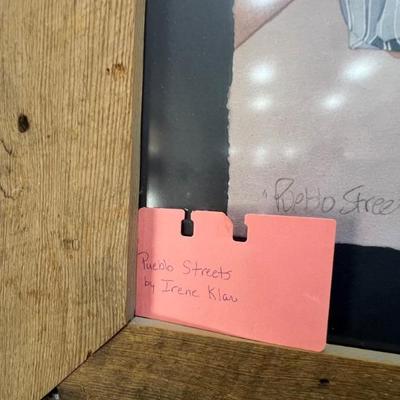 "Pueblo Stree
Pueblo Streets
by Irene Klar